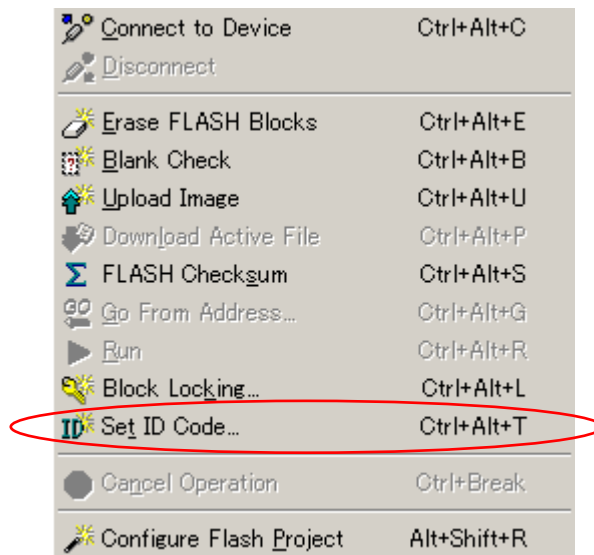 Connect to Device Ctrl+Alt+C
Disconnect
Erase FLASH Blocks Ctrl+Alt+E
Blank Check Ctrl+Alt+B
Upload Image Ctrl+Alt+U
Download Active File Ctrl+Alt+P
Σ FLASH Checksum Ctrl+Alt+S
GO Go From Address... Ctrl+Alt+G
Run Ctrl+Alt+R
Block Locking... Ctrl+Alt+L
ID Set ID Code... Ctrl+Alt+T
Cancel Operation Ctrl+Break
Configure Flash Project Alt+Shift+R